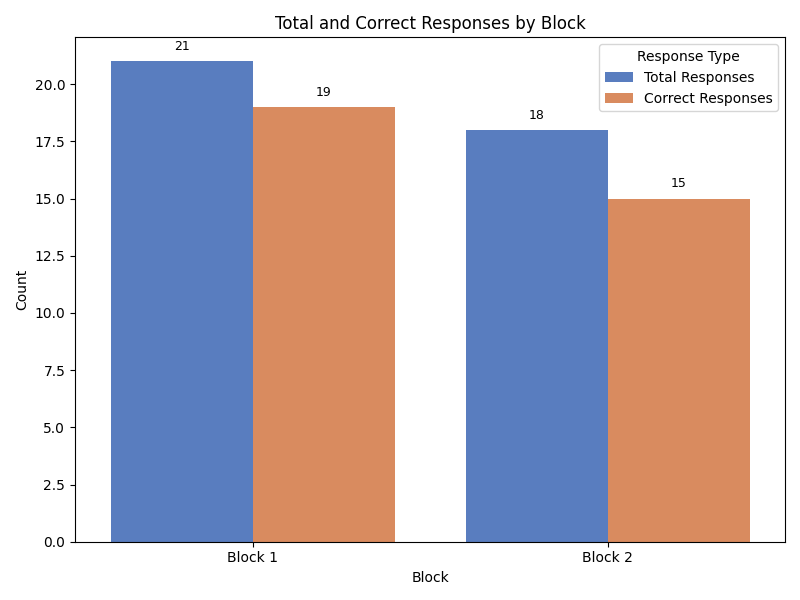 Total and Correct Responses by Block
21
19
18
15
Response Type
Total Responses
Correct Responses
20.0
17.5
15.0
12.5
10.0
7.5
5.0
2.5
0.0
Count
Block 1
Block 2
Block